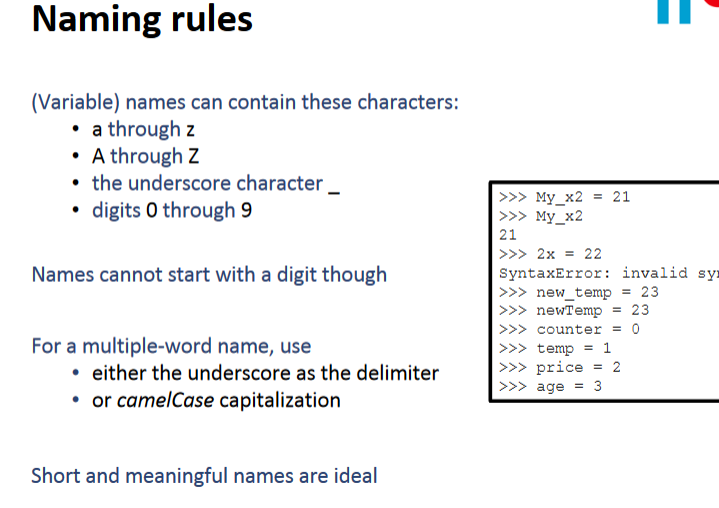 Naming rules
(Variable) names can contain these characters:
• a through z
• A through Z
• the underscore character _
• digits 0 through 9
Names cannot start with a digit though
For a multiple-word name, use
• either the underscore as the delimiter
• or camelCase capitalization
Short and meaningful names are ideal
>>> My_x2 = 21
>>> My_x2
21
>>> 2x = 22
SyntaxError: invalid
>>> new_temp = 23
>>> newTemp = 23
>>> counter = 0
>>> temp = 1
>>> price = 2
>>> age = 3